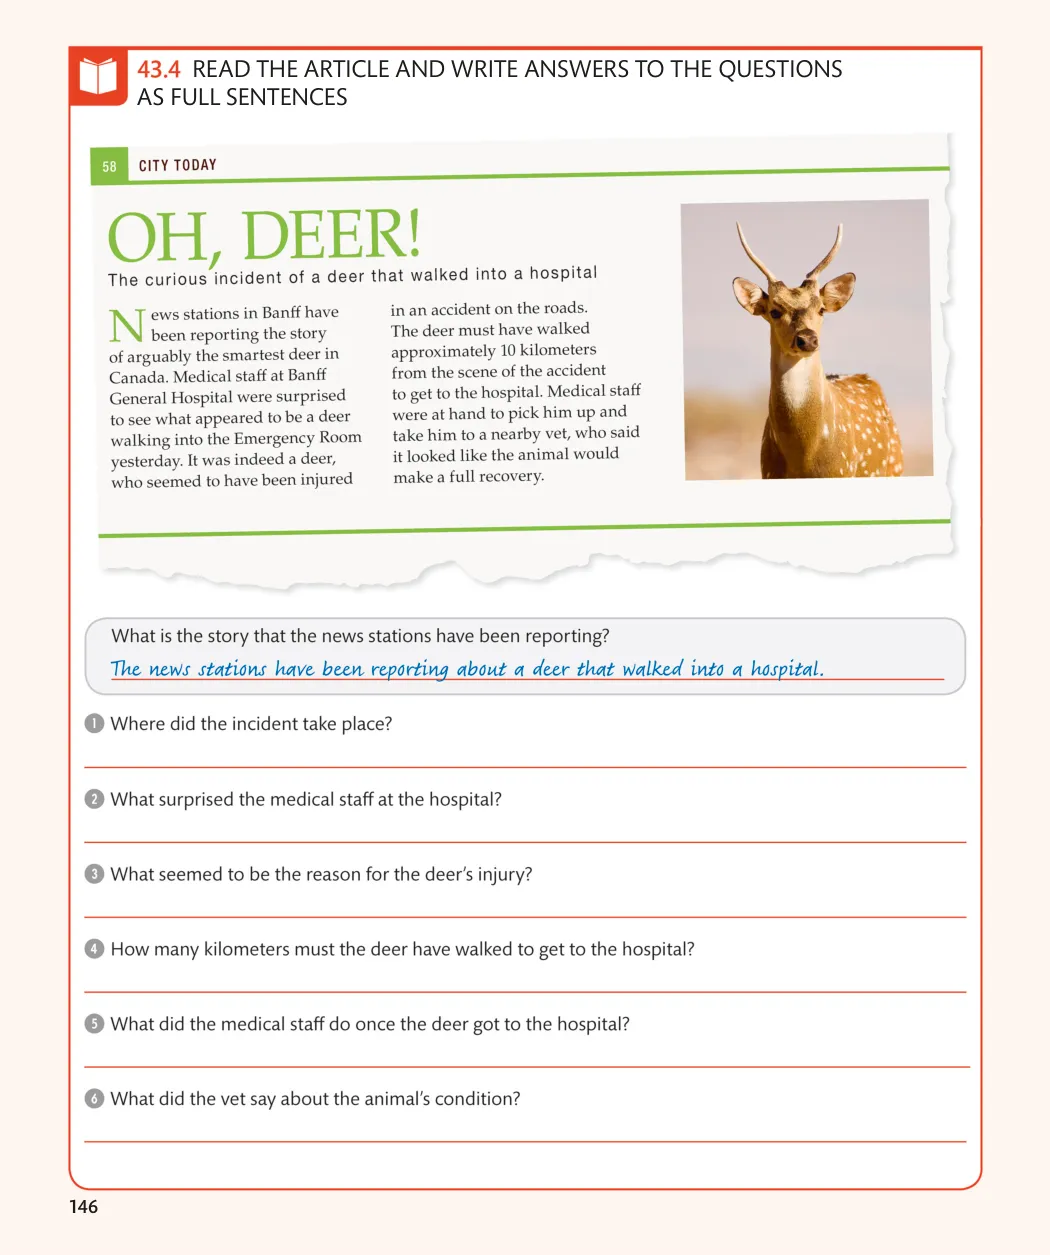 43.4 READ THE ARTICLE AND WRITE ANSWERS TO THE QUESTIONS
AS FULL SENTENCES
58 CITY TODAY
OH, DEER!
The curious incident of a deer that walked into a hospital
News stations in Banff have
been reporting the story
of arguably the smartest deer in
Canada. Medical staff at Banff
General Hospital were surprised
to see what appeared to be a deer
walking into the Emergency Room
yesterday. It was indeed a deer,
who seemed to have been injured
in an accident on the roads.
The deer must have walked
approximately 10 kilometers
from the scene of the accident
to get to the hospital. Medical staff
were at hand to pick him up and
take him to a nearby vet, who said
it looked like the animal would
make a full recovery.
What is the story that the news stations have been reporting?
The news stations have been reporting about a deer that walked into a hospital.
1 Where did the incident take place?
2 What surprised the medical staff at the hospital?
3 What seemed to be the reason for the deer's injury?
4 How many kilometers must the deer have walked to get to the hospital?
5 What did the medical staff do once the deer got to the hospital?
6 What did the vet say about the animal's condition?
146